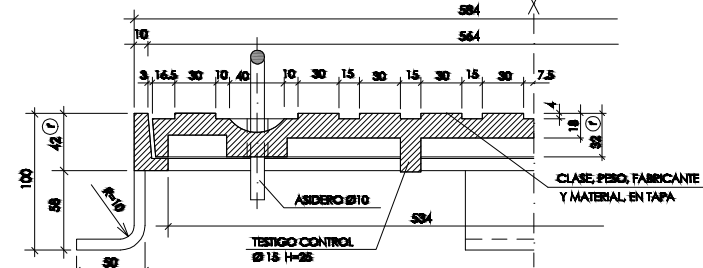 584
10
564
3 16.5 30 10 40 10 30 15 30 15 30 15 30 7.5
4
18
32 (r)
42 (r)
100
58
R=10
50
534
ASIDERO Ø10
TESTIGO CONTROL
Ø 15 H=25
CLASE, PESO, FABRICANTE
Y MATERIAL, EN TAPA